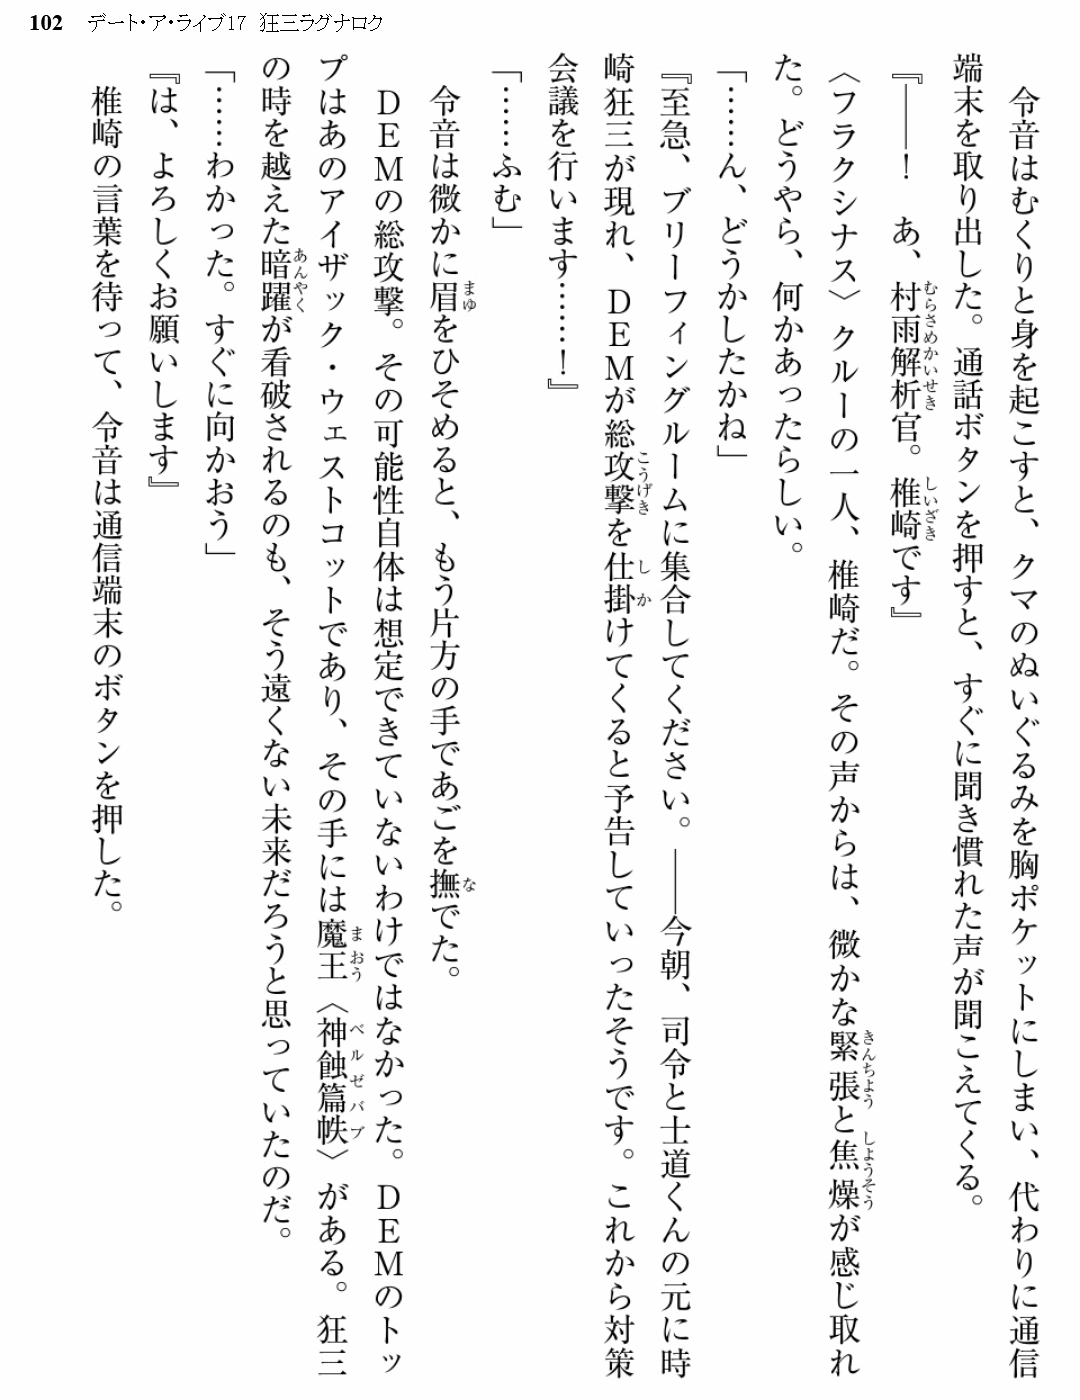 102 デート・ア・ライブ17 狂三ラグナロク
令音はむくりと身を起こすと、クマのぬいぐるみを胸ポケットにしまい、代わりに通信
端末を取り出した。通話ボタンを押すと、すぐに聞き慣れた声が聞こえてくる。
『――！　あ、村雨解析官。椎崎です』
〈フラクシナス〉クルーの一人、椎崎だ。その声からは、微かな緊張と焦燥が感じ取れ
た。どうやら、何かあったらしい。
「……ん、どうかしたかね」
『至急、ブリーフィングルームに集合してください。――今朝、司令と士道くんの元に時
崎狂三が現れ、ＤＥＭが総攻撃を仕掛けてくると予告していったそうです。これから対策
会議を行います……！』
「……ふむ」
令音は微かに眉をひそめると、もう片方の手であごを撫でた。
ＤＥＭの総攻撃。その可能性自体は想定できていないわけではなかった。ＤＥＭのトッ
プはあのアイザック・ウェストコットであり、その手には魔王〈神蝕篇帙〉がある。狂三
の時を越えた暗躍が看破されるのも、そう遠くない未来だろうと思っていたのだ。
「……わかった。すぐに向かおう」
『は、よろしくお願いします』
椎崎の言葉を待って、令音は通信端末のボタンを押した。